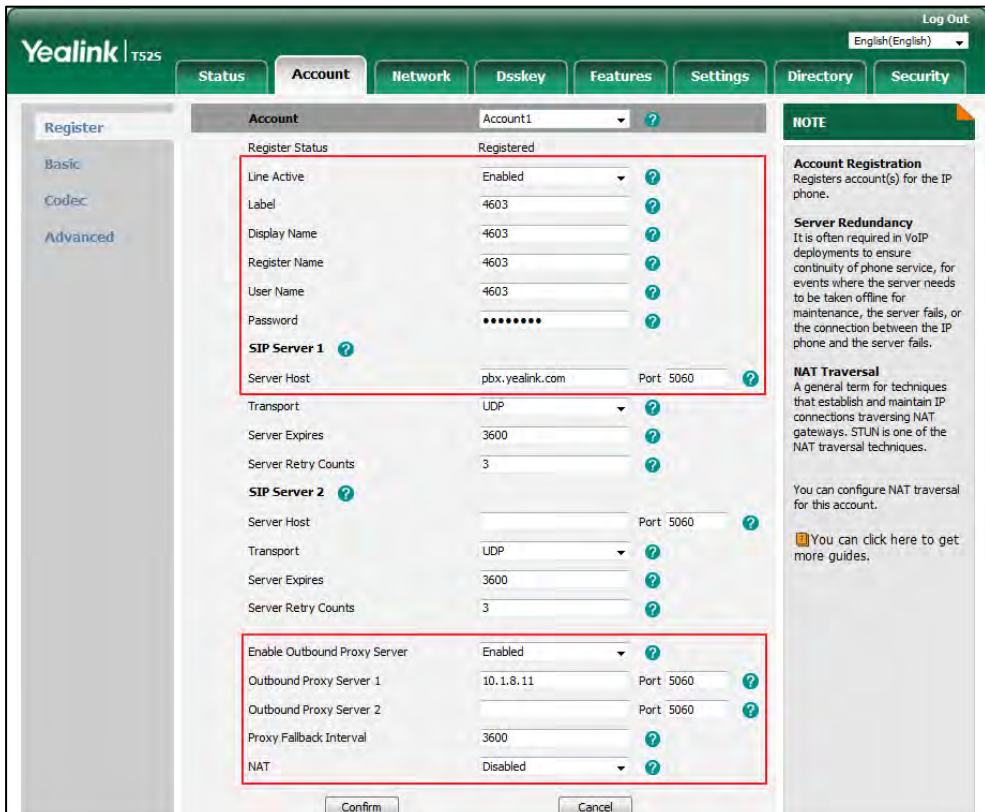 Log Out
Yealink | T52S
English(English)
Status Account Network Dsskey Features Settings Directory Security
Register
Basic
Codec
Advanced
Account Account1 ?
Register Status Registered
Line Active Enabled ?
Label 4603 ?
Display Name 4603 ?
Register Name 4603 ?
User Name 4603 ?
Password •••••••• ?
SIP Server 1 ?
Server Host pbx.yealink.com Port 5060 ?
Transport UDP ?
Server Expires 3600 ?
Server Retry Counts 3 ?
SIP Server 2 ?
Server Host Port 5060 ?
Transport UDP ?
Server Expires 3600 ?
Server Retry Counts 3 ?
Enable Outbound Proxy Server Enabled ?
Outbound Proxy Server 1 10.1.8.11 Port 5060 ?
Outbound Proxy Server 2 Port 5060 ?
Proxy Fallback Interval 3600 ?
NAT Disabled ?
Confirm Cancel
NOTE
Account Registration
Registers account(s) for the IP
phone.
Server Redundancy
It is often required in VoIP
deployments to ensure
continuity of phone service, for
events where the server needs
to be taken offline for
maintenance, the server fails, or
the connection between the IP
phone and the server fails.
NAT Traversal
A general term for techniques
that establish and maintain IP
connections traversing NAT
gateways. STUN is one of the
NAT traversal techniques.
You can configure NAT traversal
for this account.
You can click here to get
more guides.